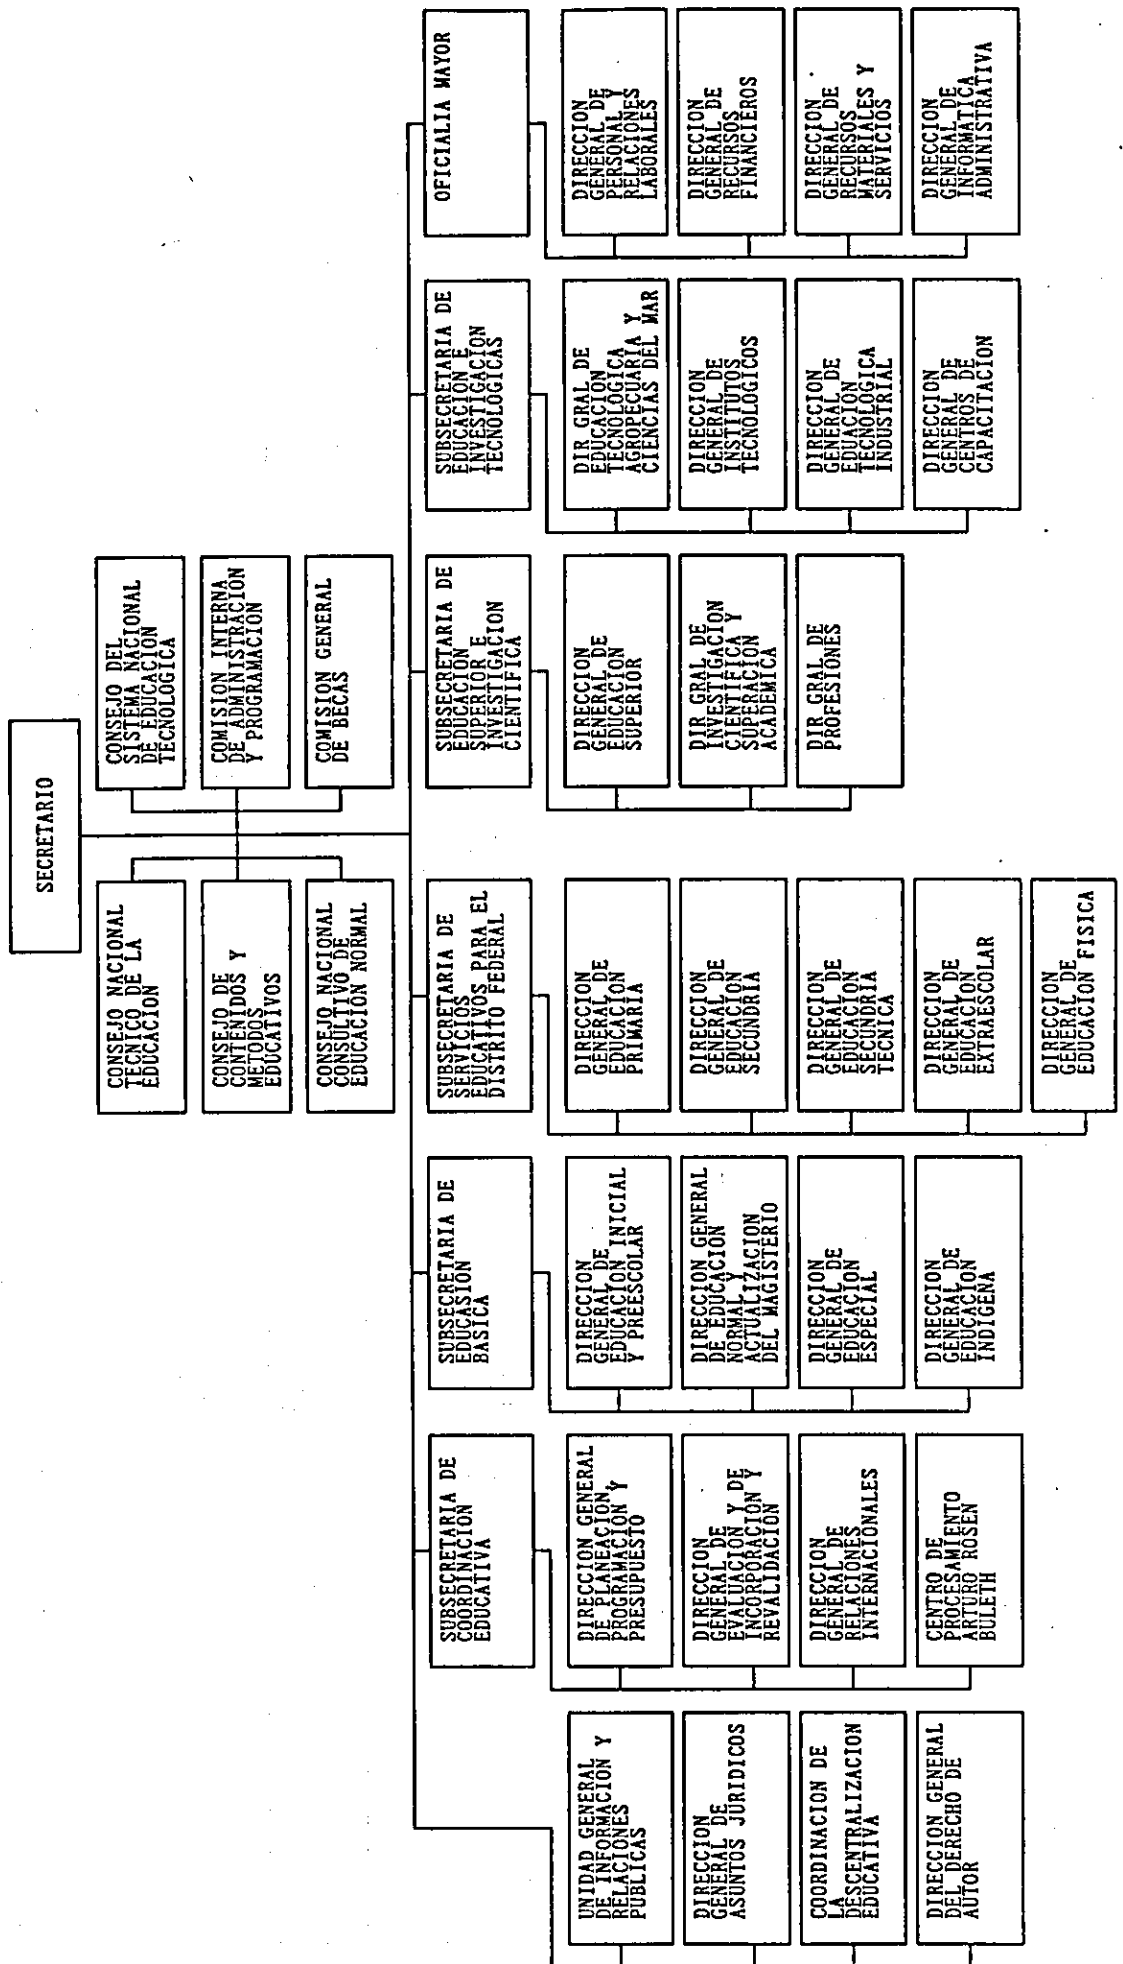 SECRETARIO
CONSEJO NACIONAL
TECNICO DE LA
EDUCACION
CONSEJO DEL
SISTEMA NACIONAL
DE EDUCACION
TECNOLOGICA
CONSEJO DE
CONTENIDOS Y
METODOS
EDUCATIVOS
COMISION INTERNA
DE ADMINISTRACION
Y PROGRAMACION
CONSEJO NACIONAL
CONSULTIVO DE
EDUCACION NORMAL
COMISION GENERAL
DE BECAS
UNIDAD GENERAL
DE INFORMACION Y
RELACIONES
PUBLICAS
DIRECCION
GENERAL DE
ASUNTOS JURIDICOS
COORDINACION DE
LA
DESCENTRALIZACION
EDUCATIVA
DIRECCION GENERAL
DEL DERECHO DE
AUTOR
SUBSECRETARIA DE
COORDINACION
EDUCATIVA
DIRECCION GENERAL
DE PLANEACION,
PROGRAMACION Y
PRESUPUESTO
DIRECCION
GENERAL DE
EVALUACION Y DE
INCORPORACION Y
REVALIDACION
DIRECCION
GENERAL DE
RELACIONES
INTERNACIONALES
CENTRO DE
PROCESAMIENTO
ARTURO ROSEN
BULETH
SUBSECRETARIA DE
EDUCASION
BASICA
DIRECCION
GENERAL DE
EDUCACION INICIAL
Y PREESCOLAR
DIRECCION GENERAL
DE EDUCACION
NORMAL Y
ACTUALIZACION
DEL MAGISTERIO
DIRECCION
GENERAL DE
EDUCACION
ESPECIAL
DIRECCION
GENERAL DE
EDUCACION
INDIGENA
SUBSECRETARIA DE
SERVICIOS
EDUCATIVOS PARA EL
DISTRITO FEDERAL
DIRECCION
GENERAL DE
EDUCACION
PRIMARIA
DIRECCION
GENERAL DE
EDUCACION
SECUNDRIA
DIRECCION
GENERAL DE
EDUCACION
SECUNDRIA
TECNICA
DIRECCION
GENERAL DE
EDUCACION
EXTRAESCOLAR
DIRECCION
GENERAL DE
EDUCACION FISICA
SUBSECRETARIA DE
EDUCACION
SUPERIOR E
INVESTIGACION
CIENTIFICA
DIRECCION
GENERAL DE
EDUCACION
SUPERIOR
DIR GRAL DE
INVESTIGACION
CIENTIFICA Y
SUPERACION
ACADEMICA
DIR GRAL DE
PROFESIONES
SUBSECRETARIA DE
EDUCACION E
INVESTIGACION
TECNOLOGICAS
DIR GRAL DE
EDUCACION
TECNOLOGICA
AGROPECUARIA Y
CIENCIAS DEL MAR
DIRECCION
GENERAL DE
INSTITUTOS
TECNOLOGICOS
DIRECCION
GENERAL DE
EDUACION
TECNOLOGICA
INDUSTRIAL
DIRECCION
GENERAL DE
CENTROS DE
CAPACITACION
OFICIALIA MAYOR
DIRECCION
GENERAL DE
PERSONAL Y
RELACIONES
LABORALES
DIRECCION
GENERAL DE
RECURSOS
FINANCIEROS
DIRECCION
GENERAL DE
RECURSOS
MATERIALES Y
SERVICIOS
DIRECCION
GENERAL DE
INFORMATICA
ADMINISTRATIVA